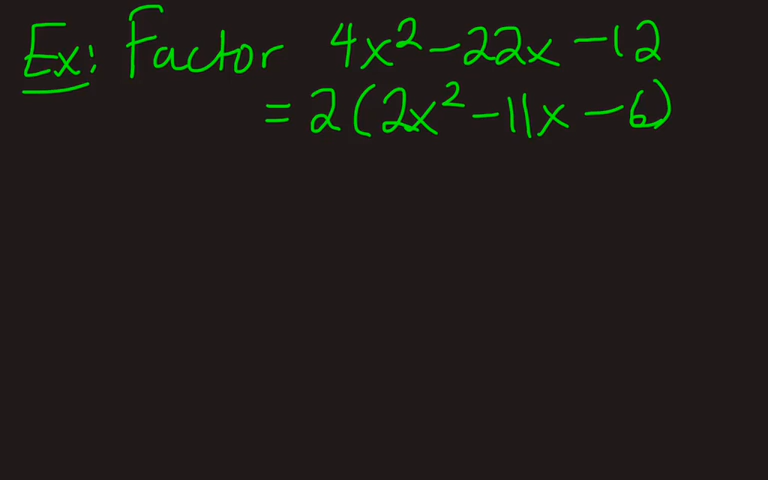 Ex: Factor 4x² - 22x - 12
= 2(2x² - 11x - 6)